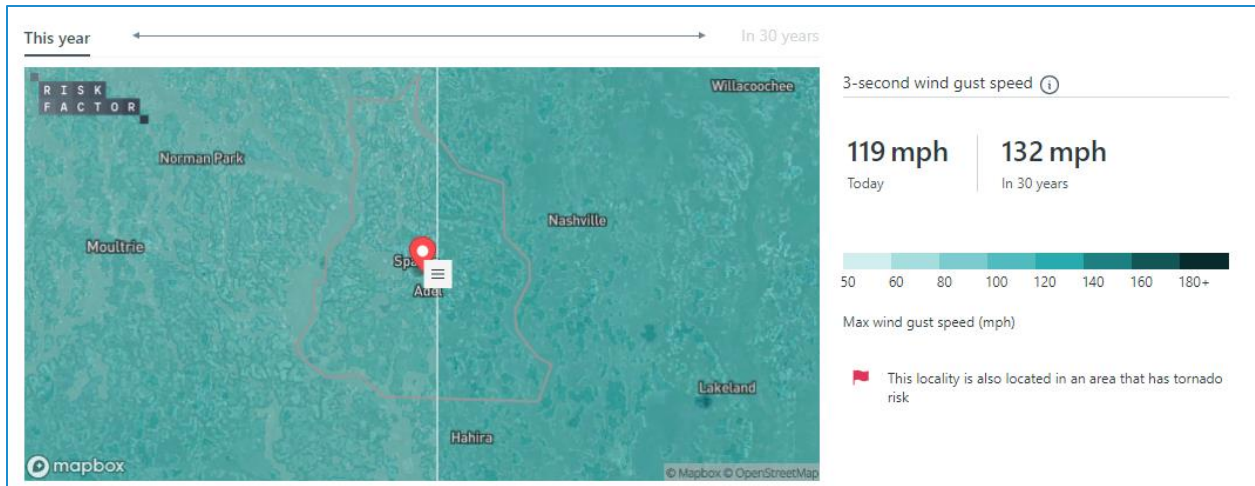 This year
In 30 years
RISK
FACTOR
Willacoochee
Norman Park
Nashville
Moultrie
Adel
Lakeland
Hahira
mapbox
© Mapbox © OpenStreetMap
3-second wind gust speed i
119 mph 132 mph
Today In 30 years
50 60 80 100 120 140 160 180+
Max wind gust speed (mph)
This locality is also located in an area that has tornado
risk